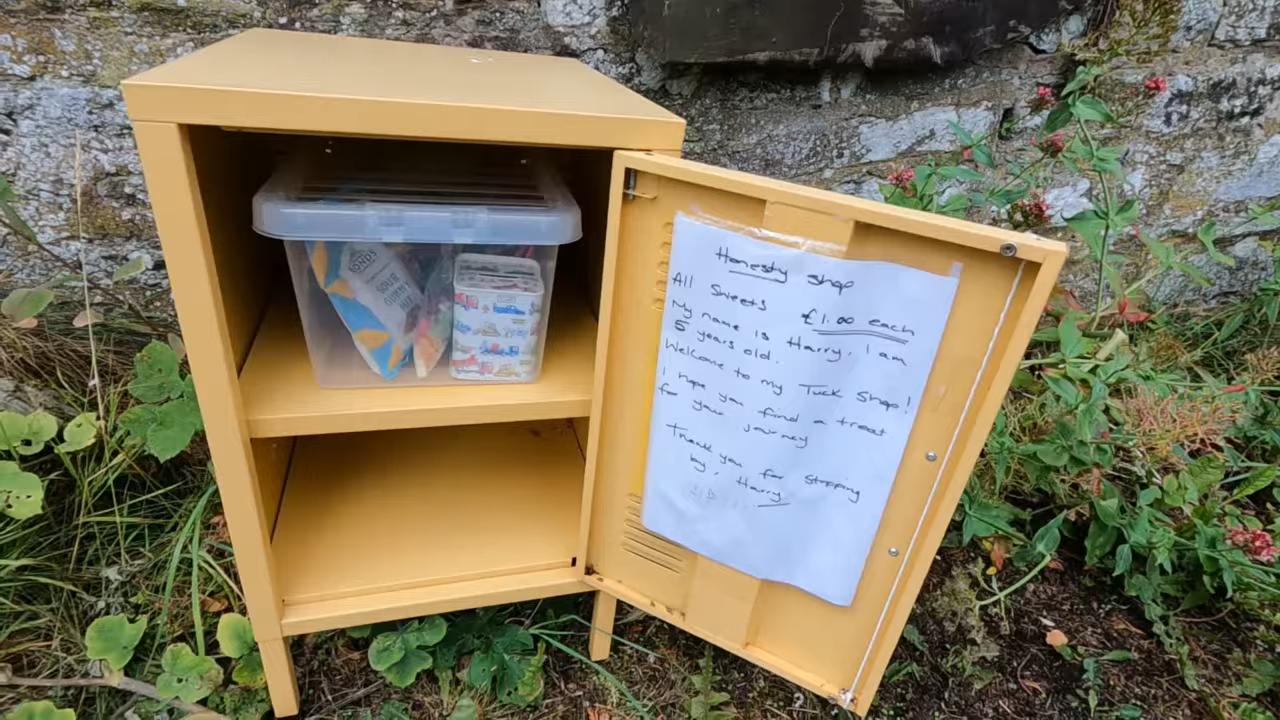 Honesty shop
All Sweets £1.00 each
My name is Harry, I am
5 years old.
Welcome to my Tuck Shop!
I hope you find a treat
for your journey
Thank you for stopping
by, Harry